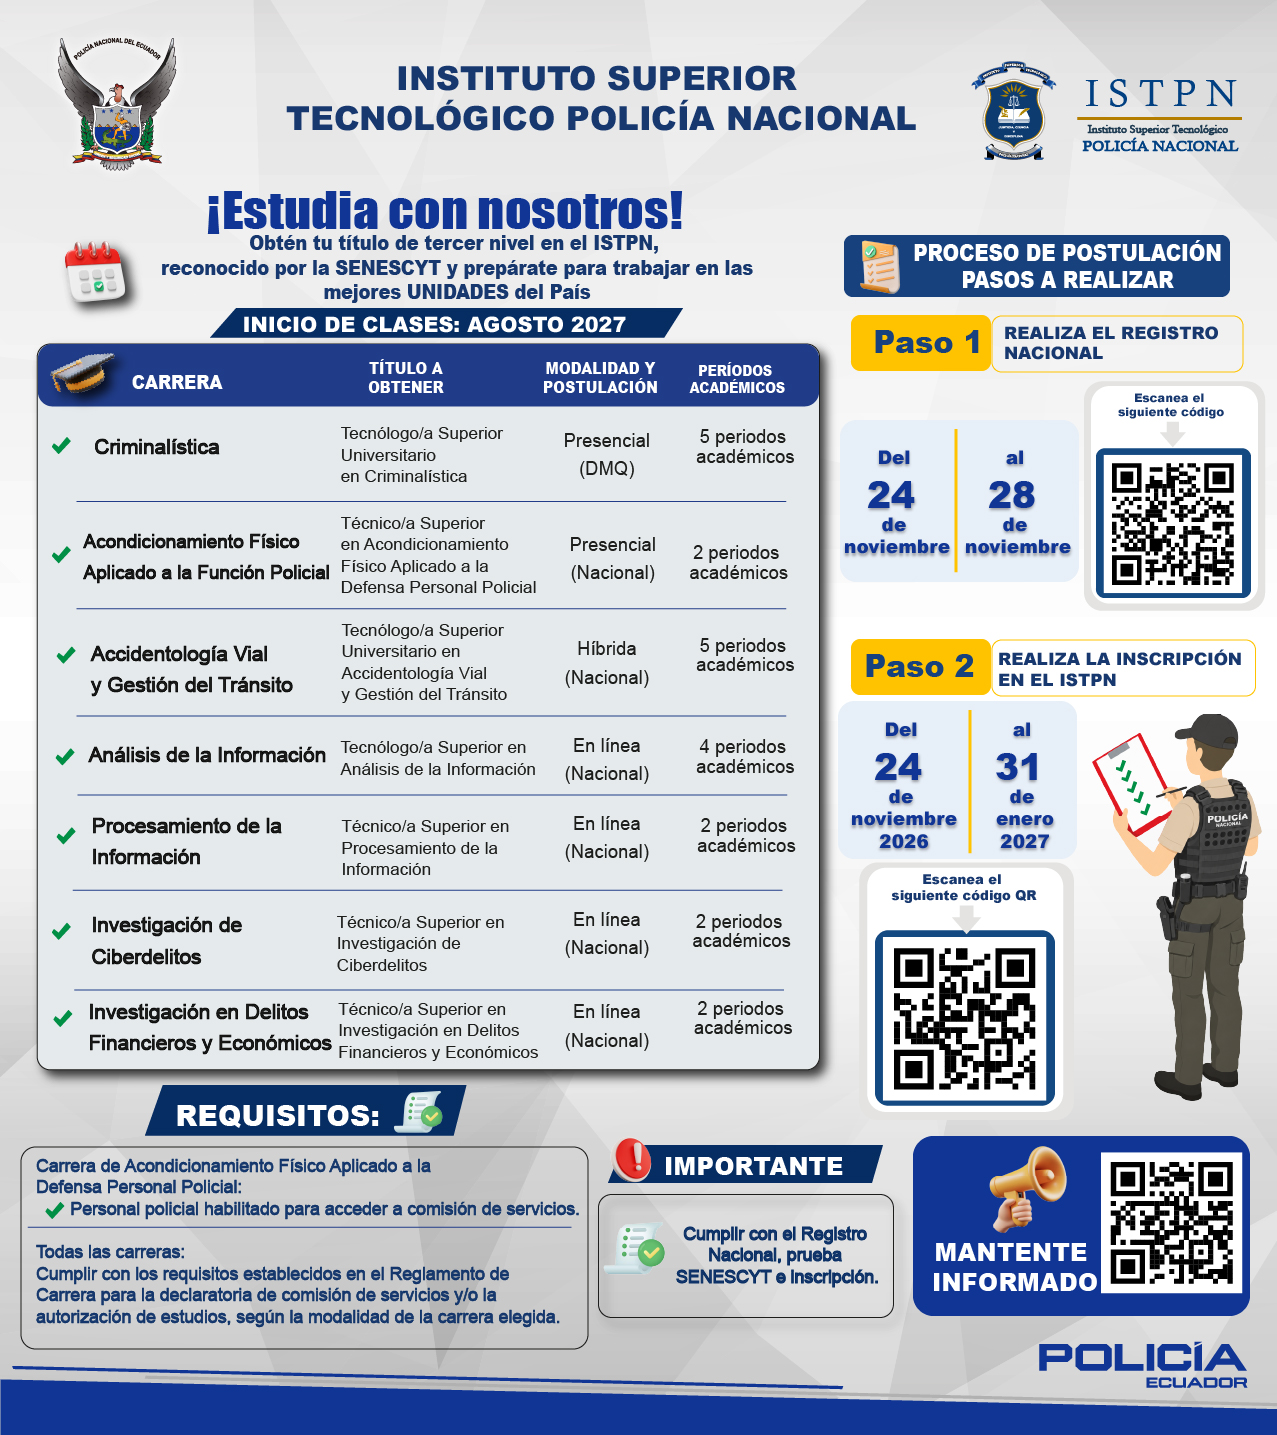 POLICÍA NACIONAL DEL ECUADOR
INSTITUTO SUPERIOR
TECNOLÓGICO POLICÍA NACIONAL
INSTITUTO SUPERIOR TECNOLÓGICO
JUSTICIA, CIENCIA
Y
DISCIPLINA
POLICÍA NACIONAL
ISTPN
Instituto Superior Tecnológico
POLICÍA NACIONAL
¡Estudia con nosotros!
Obtén tu título de tercer nivel en el ISTPN,
reconocido por la SENESCYT y prepárate para trabajar en las
mejores UNIDADES del País
INICIO DE CLASES: AGOSTO 2027
CARRERA
TÍTULO A
OBTENER
MODALIDAD Y
POSTULACIÓN
PERÍODOS
ACADÉMICOS
Criminalística
Tecnólogo/a Superior
Universitario
en Criminalística
Presencial
(DMQ)
5 periodos
académicos
Acondicionamiento Físico
Aplicado a la Función Policial
Técnico/a Superior
en Acondicionamiento
Físico Aplicado a la
Defensa Personal Policial
Presencial
(Nacional)
2 periodos
académicos
Accidentología Vial
y Gestión del Tránsito
Tecnólogo/a Superior
Universitario en
Accidentología Vial
y Gestión del Tránsito
Híbrida
(Nacional)
5 periodos
académicos
Análisis de la Información
Tecnólogo/a Superior en
Análisis de la Información
En línea
(Nacional)
4 periodos
académicos
Procesamiento de la
Información
Técnico/a Superior en
Procesamiento de la
Información
En línea
(Nacional)
2 periodos
académicos
Investigación de
Ciberdelitos
Técnico/a Superior en
Investigación de
Ciberdelitos
En línea
(Nacional)
2 periodos
académicos
Investigación en Delitos
Financieros y Económicos
Técnico/a Superior en
Investigación en Delitos
Financieros y Económicos
En línea
(Nacional)
2 periodos
académicos
PROCESO DE POSTULACIÓN
PASOS A REALIZAR
Paso 1
REALIZA EL REGISTRO
NACIONAL
Del
24
de
noviembre
al
28
de
noviembre
Escanea el
siguiente código
Paso 2
REALIZA LA INSCRIPCIÓN
EN EL ISTPN
Del
24
de
noviembre
2026
al
31
de
enero
2027
Escanea el
siguiente código QR
POLICÍA
NACIONAL
REQUISITOS:
Carrera de Acondicionamiento Físico Aplicado a la
Defensa Personal Policial:
Personal policial habilitado para acceder a comisión de servicios.
Todas las carreras:
Cumplir con los requisitos establecidos en el Reglamento de
Carrera para la declaratoria de comisión de servicios y/o la
autorización de estudios, según la modalidad de la carrera elegida.
IMPORTANTE
Cumplir con el Registro
Nacional, prueba
SENESCYT e inscripción.
MANTENTE
INFORMADO
POLICÍA
ECUADOR